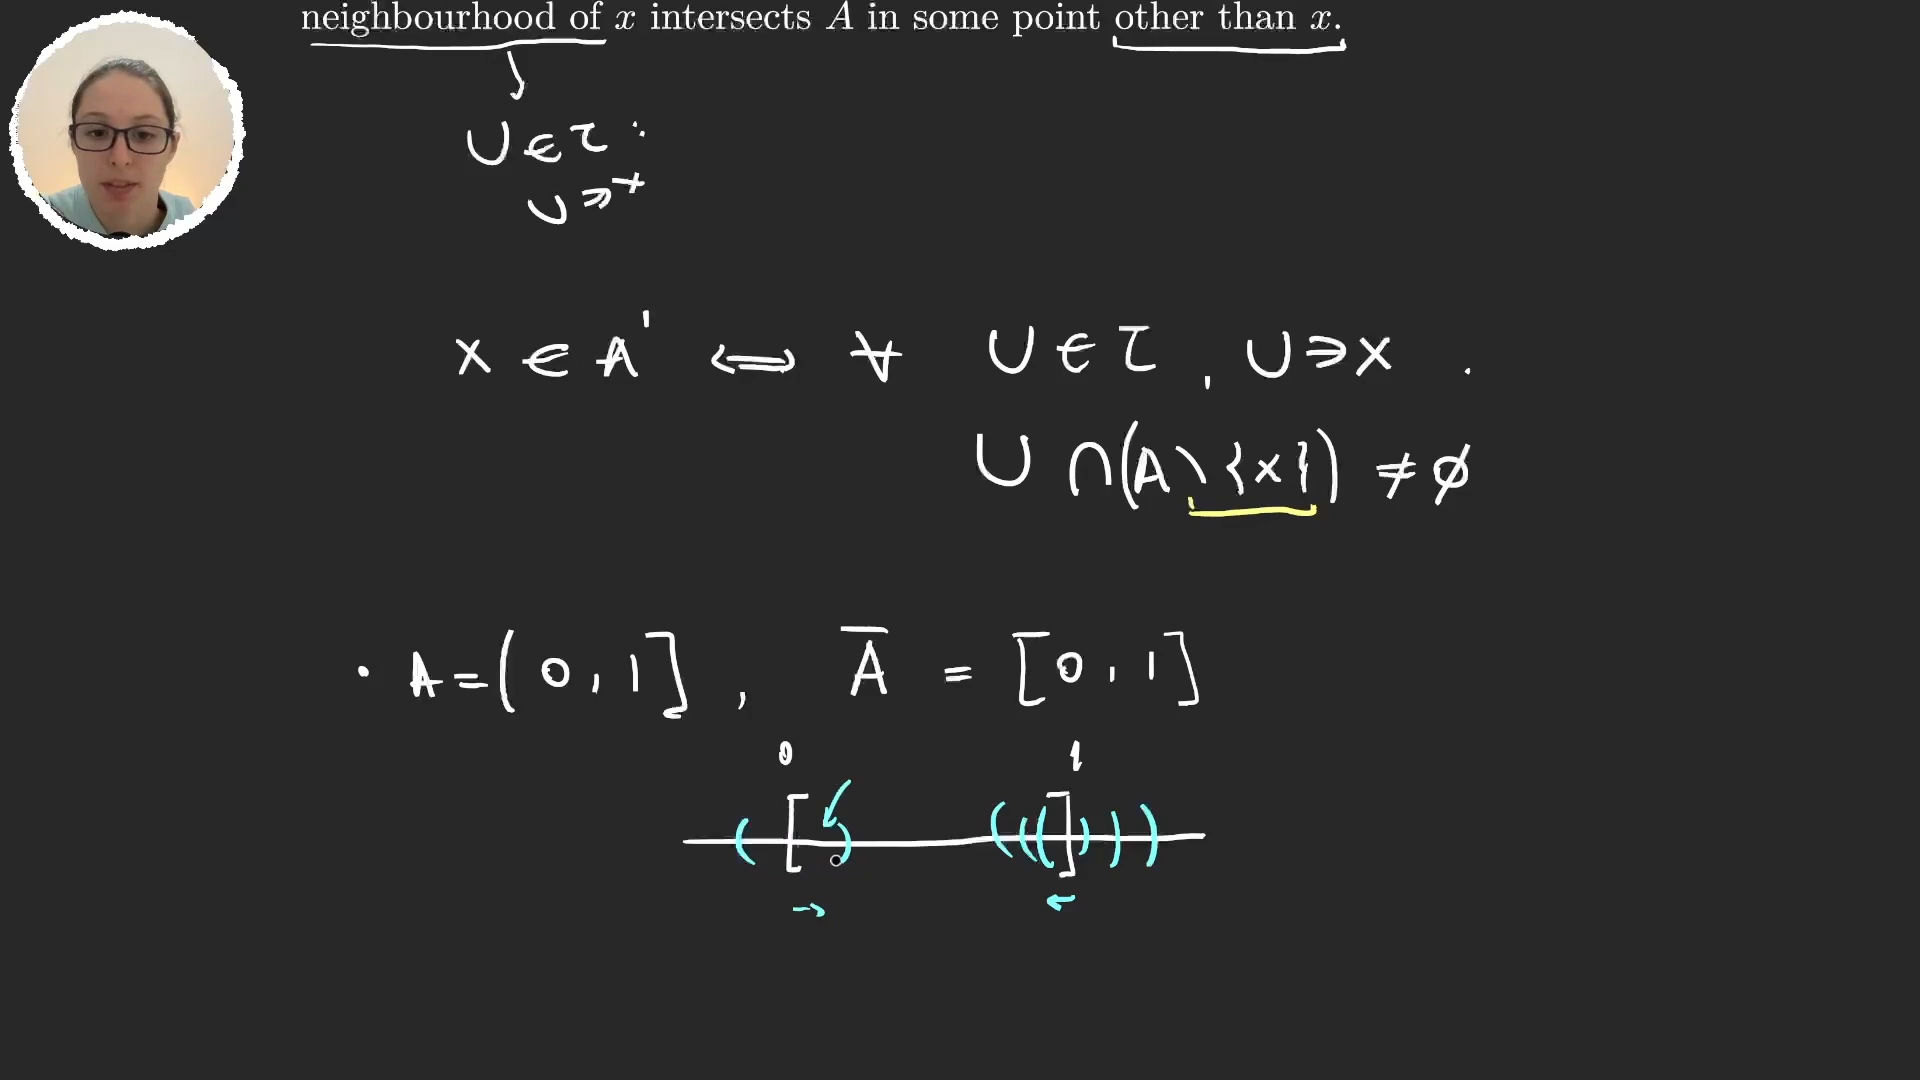 neighbourhood of x intersects A in some point other than x.
U ∈ τ :
U ∋ x
x ∈ A' ⟺ ∀ U ∈ τ , U ∋ x .
U ∩ (A \ {x}) ≠ ∅
· A = (0, 1] , A̅ = [0, 1]
0 1
[ ]